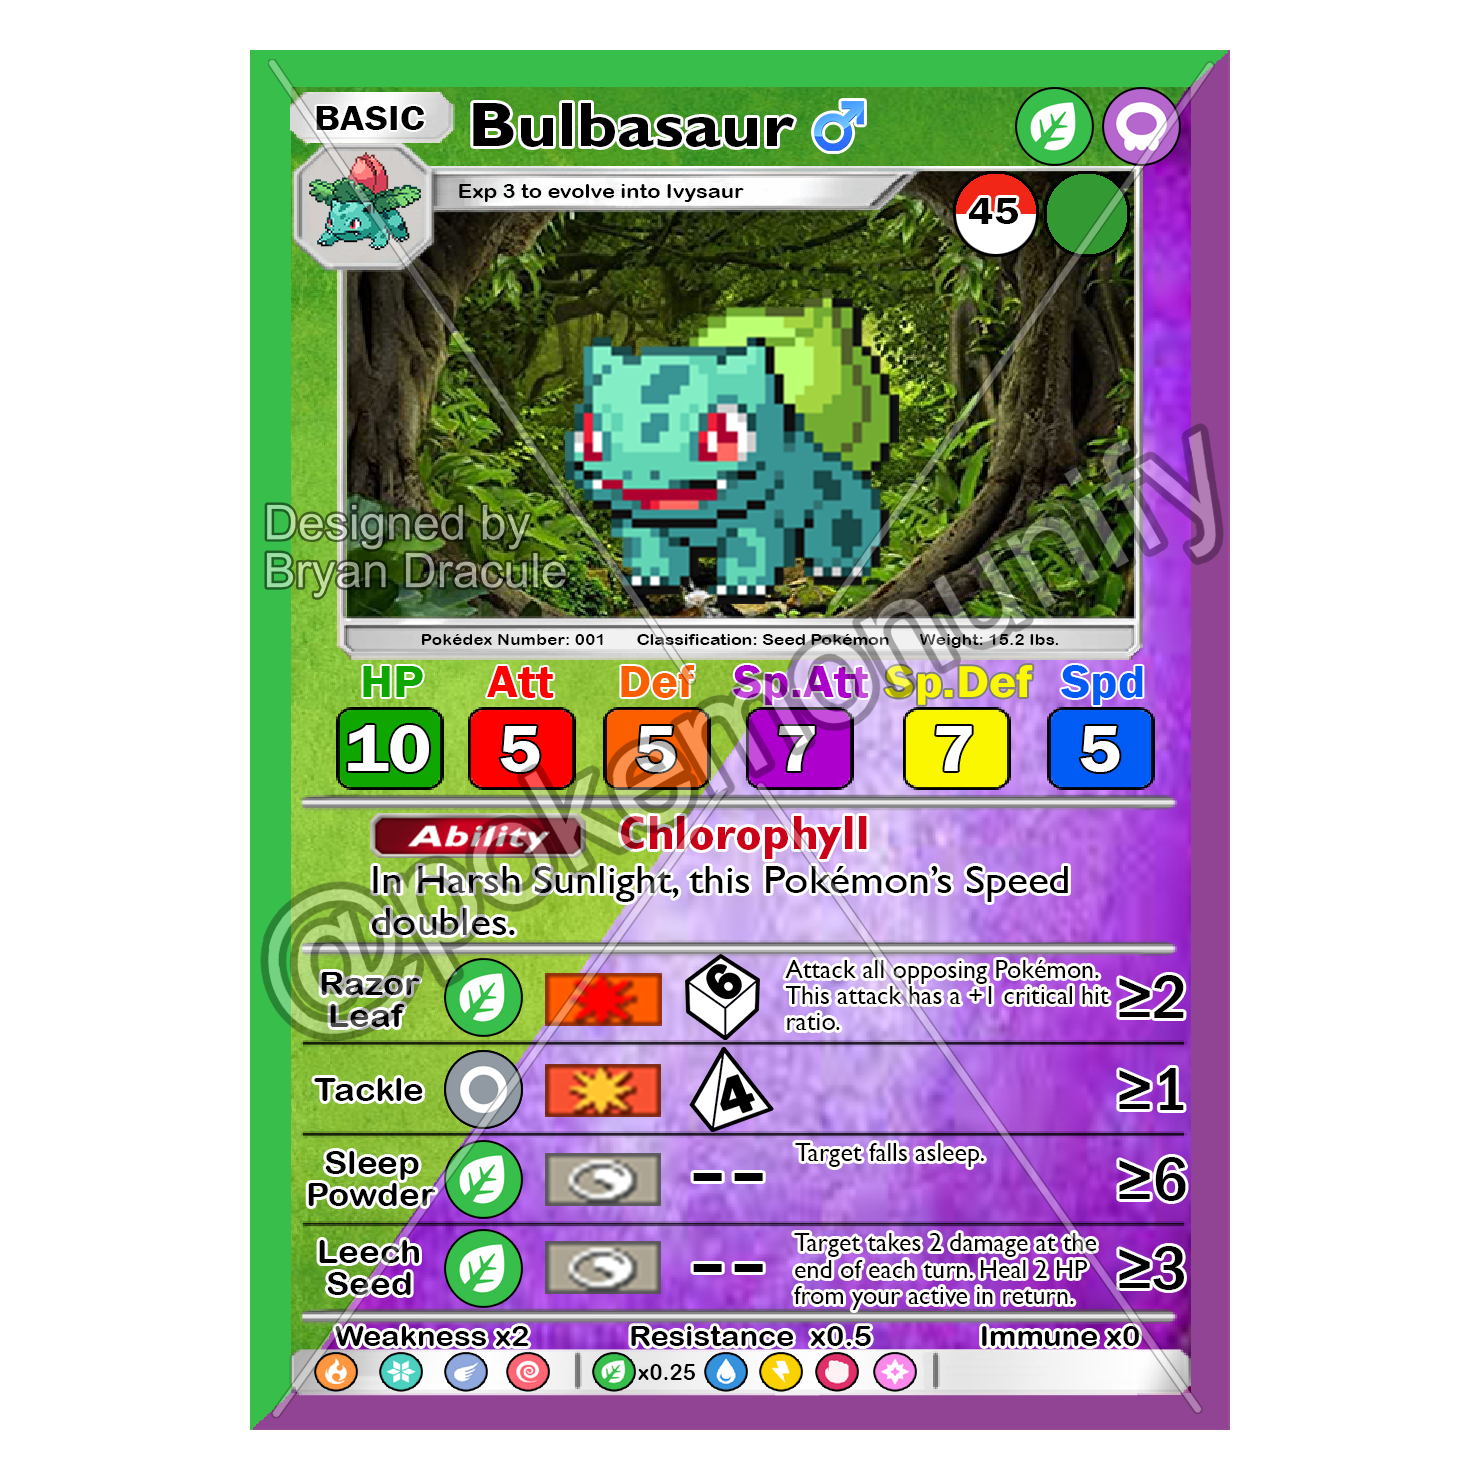 BASIC
Bulbasaur ♂
Exp 3 to evolve into Ivysaur
45
Designed by
Bryan Dracule
@pokemonunify
Pokédex Number: 001 Classification: Seed Pokémon Weight: 15.2 lbs.
HP Att Def Sp.Att Sp.Def Spd
10 5 5 7 7 5
Ability Chlorophyll
In Harsh Sunlight, this Pokémon's Speed
doubles.
Razor
Leaf
6
Attack all opposing Pokémon.
This attack has a +1 critical hit
ratio.
≥2
Tackle
4
≥1
Sleep
Powder
--
Target falls asleep.
≥6
Leech
Seed
--
Target takes 2 damage at the
end of each turn. Heal 2 HP
from your active in return.
≥3
Weakness x2 Resistance x0.5 Immune x0
x0.25